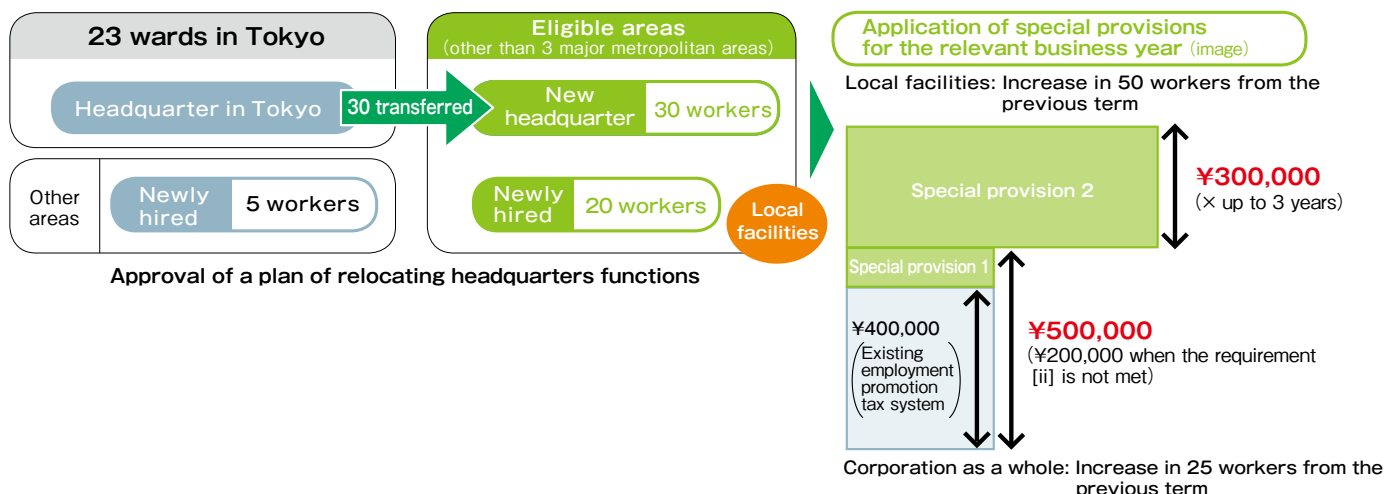 23 wards in Tokyo
Headquarter in Tokyo
30 transferred
Other
areas
Newly
hired
5 workers
Eligible areas
(other than 3 major metropolitan areas)
New
headquarter
30 workers
Newly
hired
20 workers
Local
facilities
Approval of a plan of relocating headquarters functions
Application of special provisions
for the relevant business year (image)
Local facilities: Increase in 50 workers from the
previous term
Special provision 2
¥300,000
(× up to 3 years)
Special provision 1
¥400,000
(Existing
employment
promotion
tax system)
¥500,000
(¥200,000 when the requirement
[ii] is not met)
Corporation as a whole: Increase in 25 workers from the
previous term